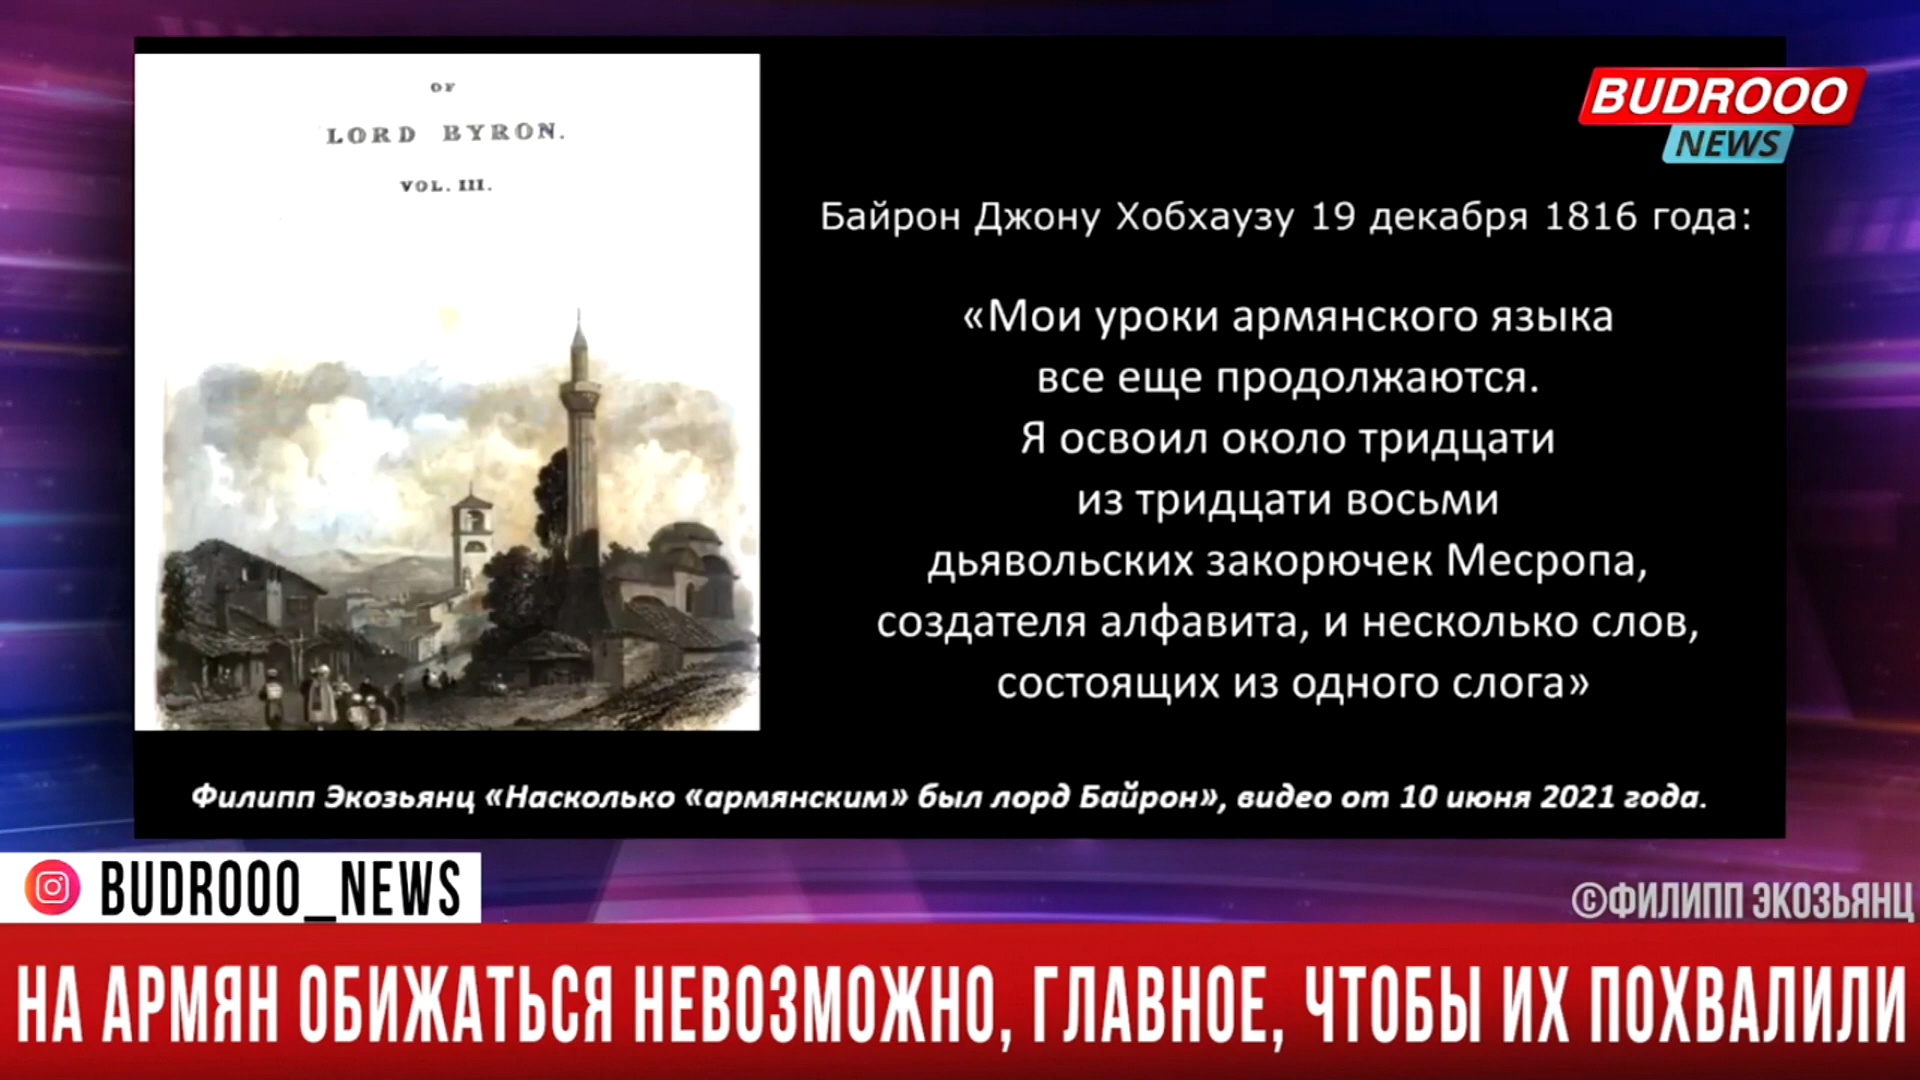 OF
LORD BYRON.
VOL. III.
BUDROOO
NEWS
Байрон Джону Хобхаузу 19 декабря 1816 года:
«Мои уроки армянского языка
все еще продолжаются.
Я освоил около тридцати
из тридцати восьми
дьявольских закорючек Месропа,
создателя алфавита, и несколько слов,
состоящих из одного слога»
Филипп Экозьянц «Насколько «армянским» был лорд Байрон», видео от 10 июня 2021 года.
BUDROOO_NEWS
©ФИЛИПП ЭКОЗЬЯНЦ
НА АРМЯН ОБИЖАТЬСЯ НЕВОЗМОЖНО, ГЛАВНОЕ, ЧТОБЫ ИХ ПОХВАЛИЛИ